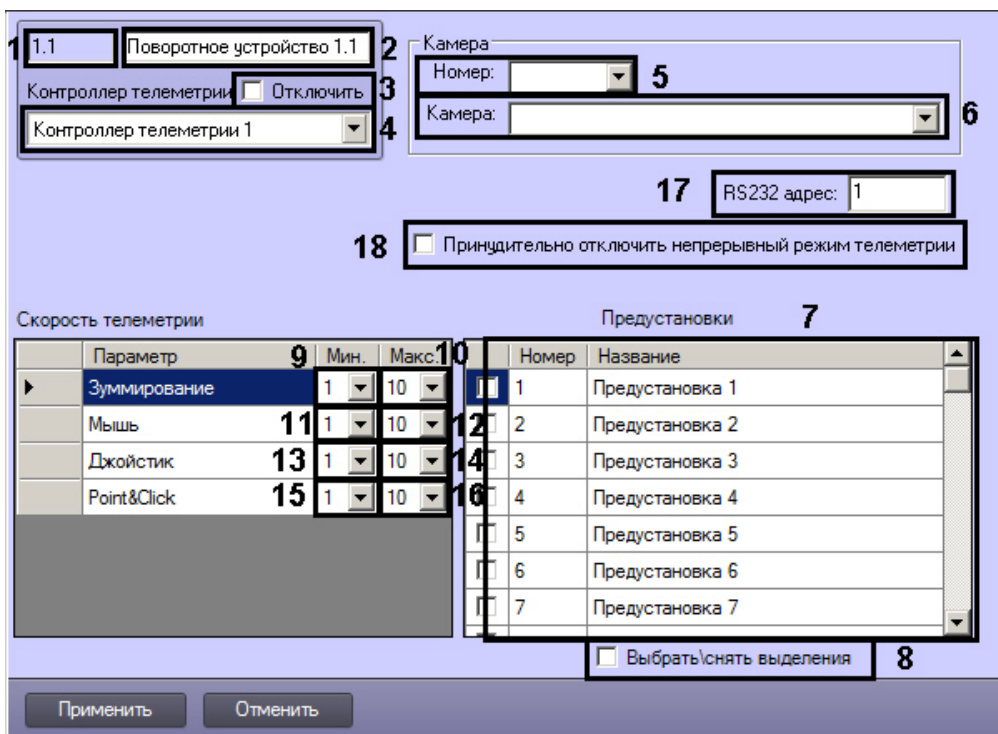 1 1.1 Поворотное устройство 1.1 2
Контроллер телеметрии Отключить 3
Контроллер телеметрии 1 4
Камера
Номер: 5
Камера: 6
17 RS232 адрес: 1
18 Принудительно отключить непрерывный режим телеметрии
Скорость телеметрии
Параметр 9 Мин. Макс. 10
Зуммирование 1 10
Мышь 11 1 10 12
Джойстик 13 1 10 14
Point&Click 15 1 10 16
Предустановки 7
Номер Название
1 Предустановка 1
2 Предустановка 2
3 Предустановка 3
4 Предустановка 4
5 Предустановка 5
6 Предустановка 6
7 Предустановка 7
Выбрать\снять выделения 8
Применить Отменить